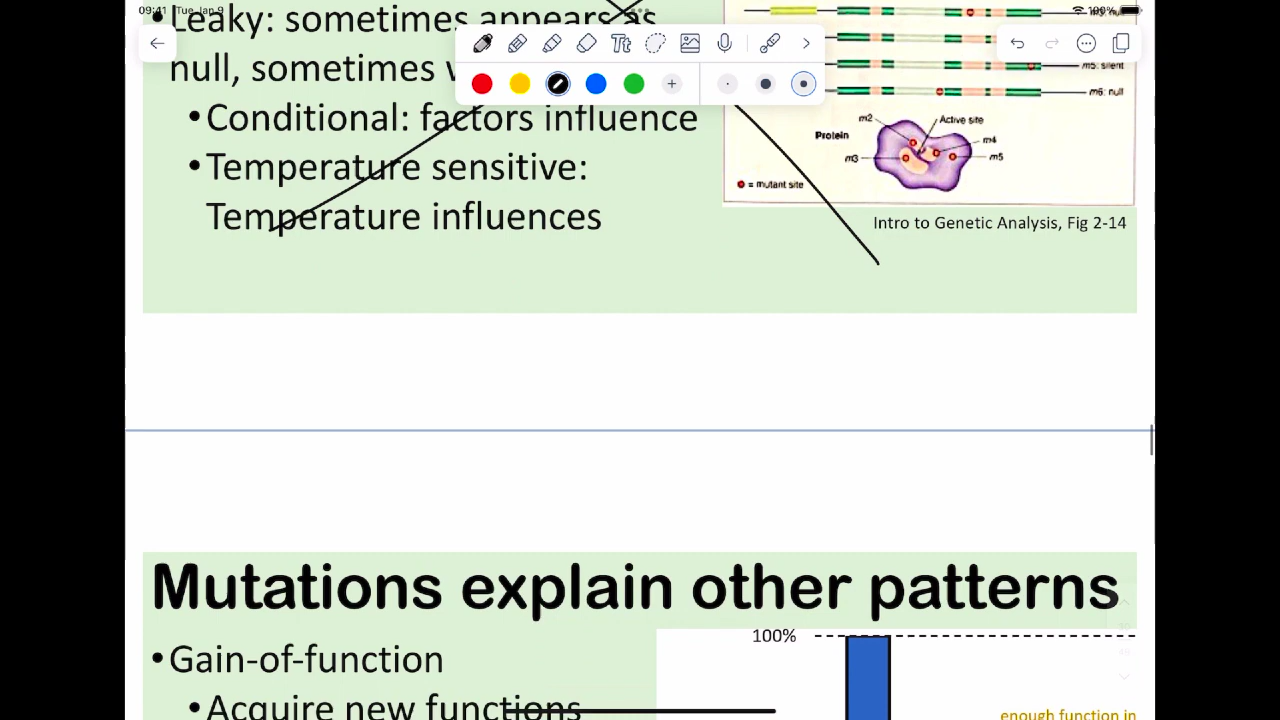 09:41 Tue Jan 9
100%
•Leaky: sometimes appears as
null, sometimes
•Conditional: factors influence
•Temperature sensitive:
Temperature influences
Tt
m5: silent
m6: null
m2
Active site
Protein
m4
m3
m5
= mutant site
Intro to Genetic Analysis, Fig 2-14
Mutations explain other patterns
•Gain-of-function
•Acquire new functions
100%
enough function in